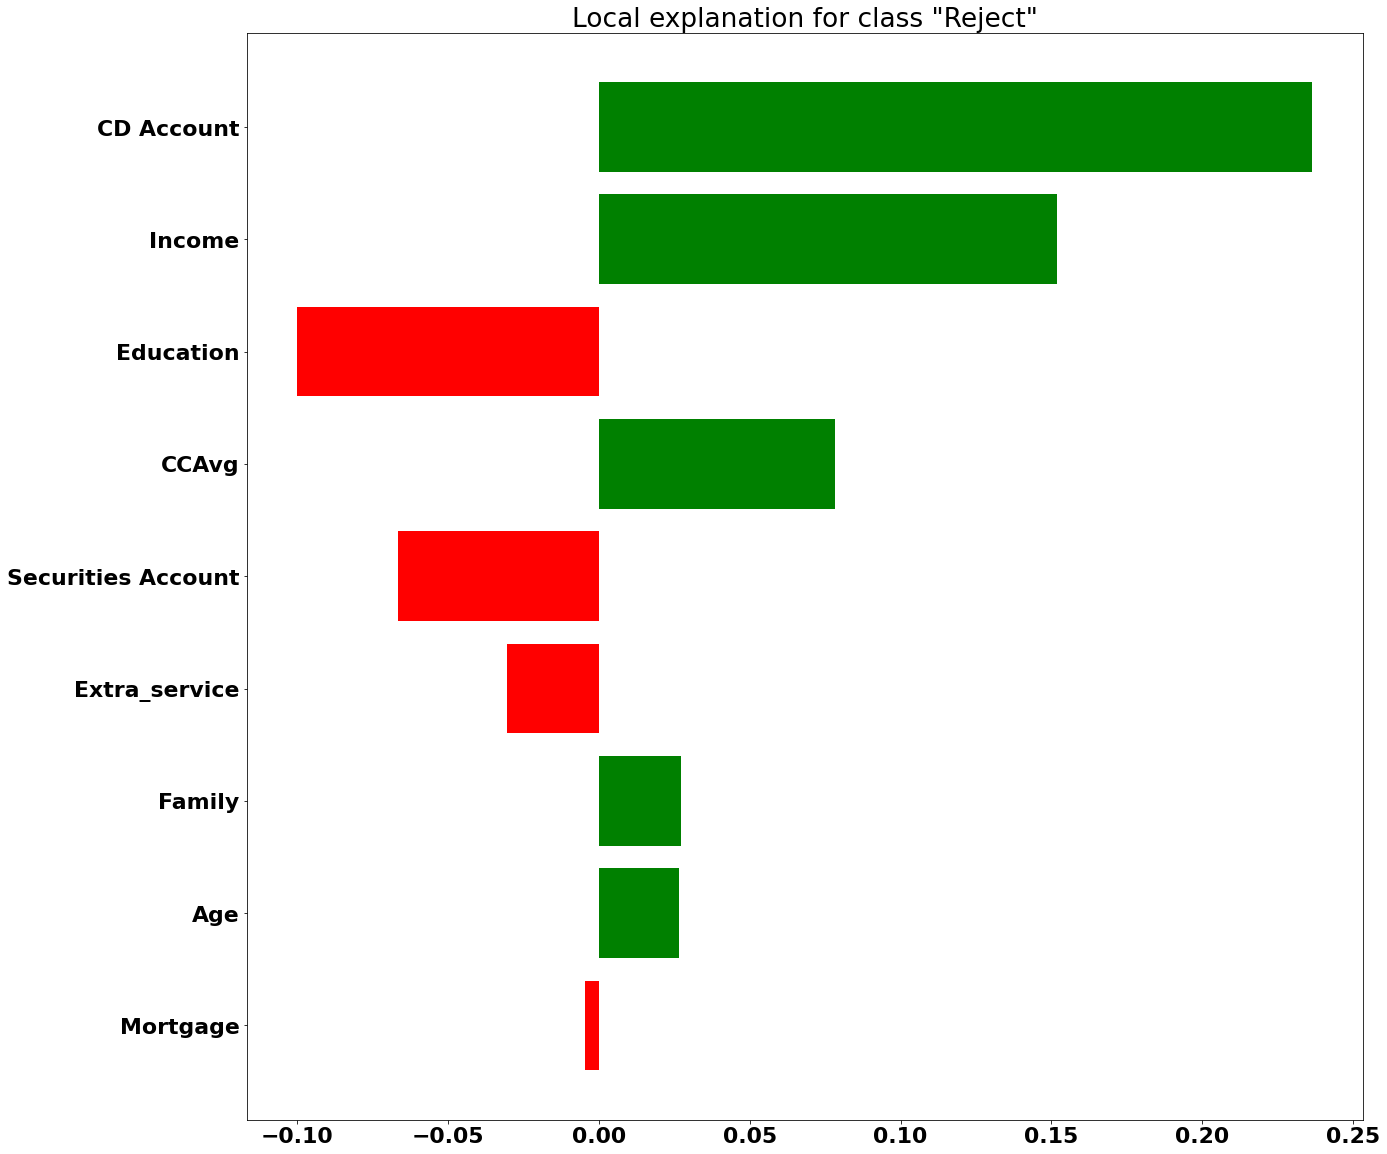 Local explanation for class "Reject"
CD Account
Income
Education
CCAvg
Securities Account
Extra_service
Family
Age
Mortgage
−0.10 −0.05 0.00 0.05 0.10 0.15 0.20 0.25